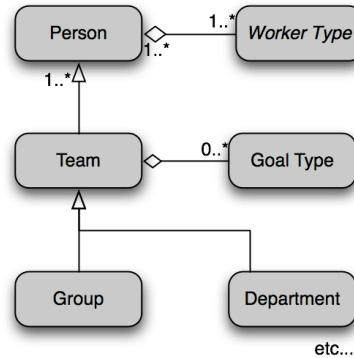 Person
1..*
1..*
Worker Type
1..*
Team
0..*
Goal Type
Group
Department
etc...